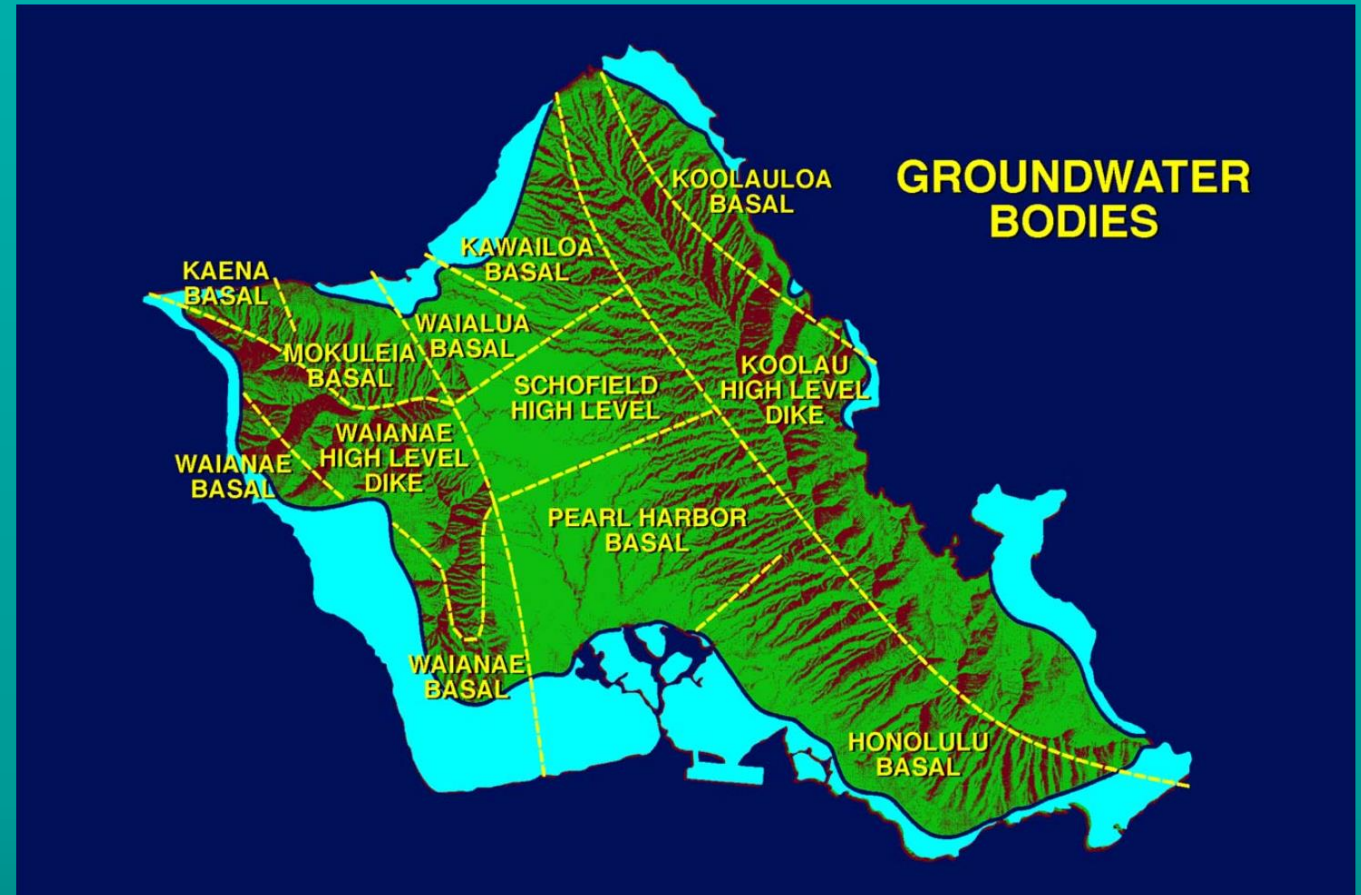 GROUNDWATER
BODIES
KOOLAULOA
BASAL
KAWAILOA
BASAL
KAENA
BASAL
WAIALUA
BASAL
MOKULEIA
BASAL
SCHOFIELD
HIGH LEVEL
KOOLAU
HIGH LEVEL
DIKE
WAIANAE
HIGH LEVEL
DIKE
WAIANAE
BASAL
PEARL HARBOR
BASAL
WAIANAE
BASAL
HONOLULU
BASAL